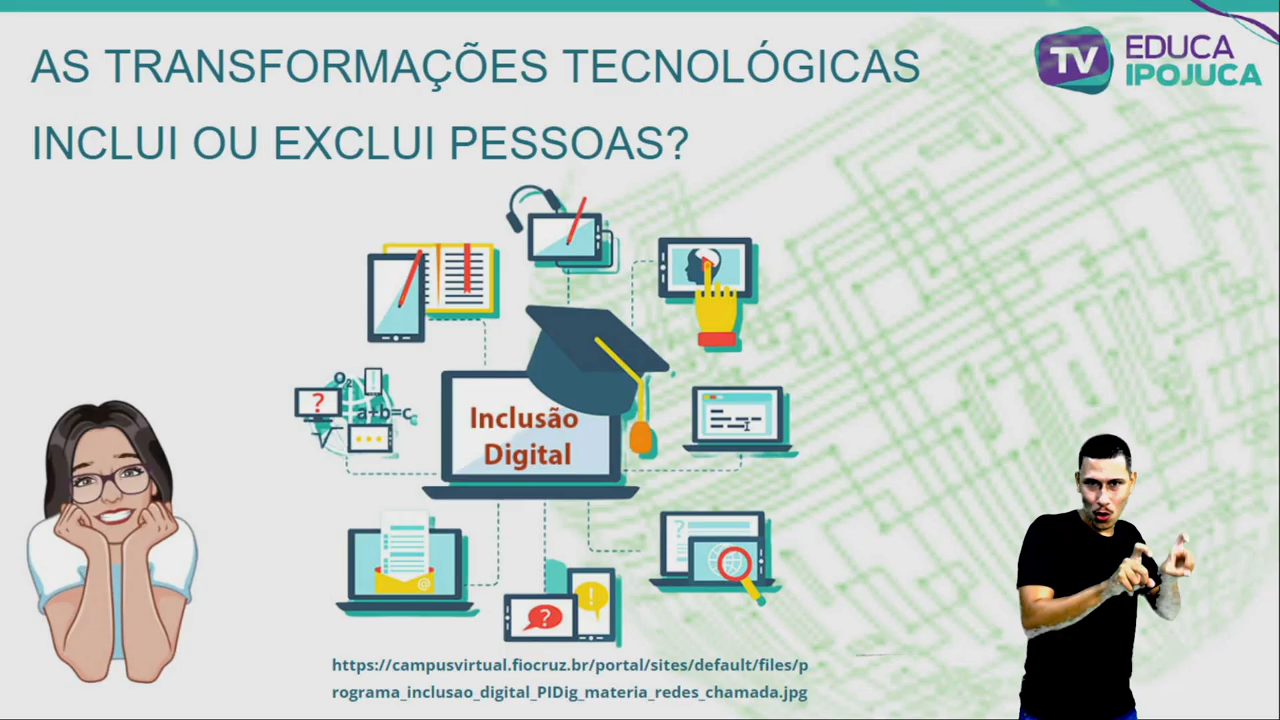 AS TRANSFORMAÇÕES TECNOLÓGICAS
INCLUI OU EXCLUI PESSOAS?
TV EDUCA
IPOJUCA
?
O₂
a+b=c
Inclusão
Digital
?
@
?
!
https://campusvirtual.fiocruz.br/portal/sites/default/files/p
rograma_inclusao_digital_PIDig_materia_redes_chamada.jpg